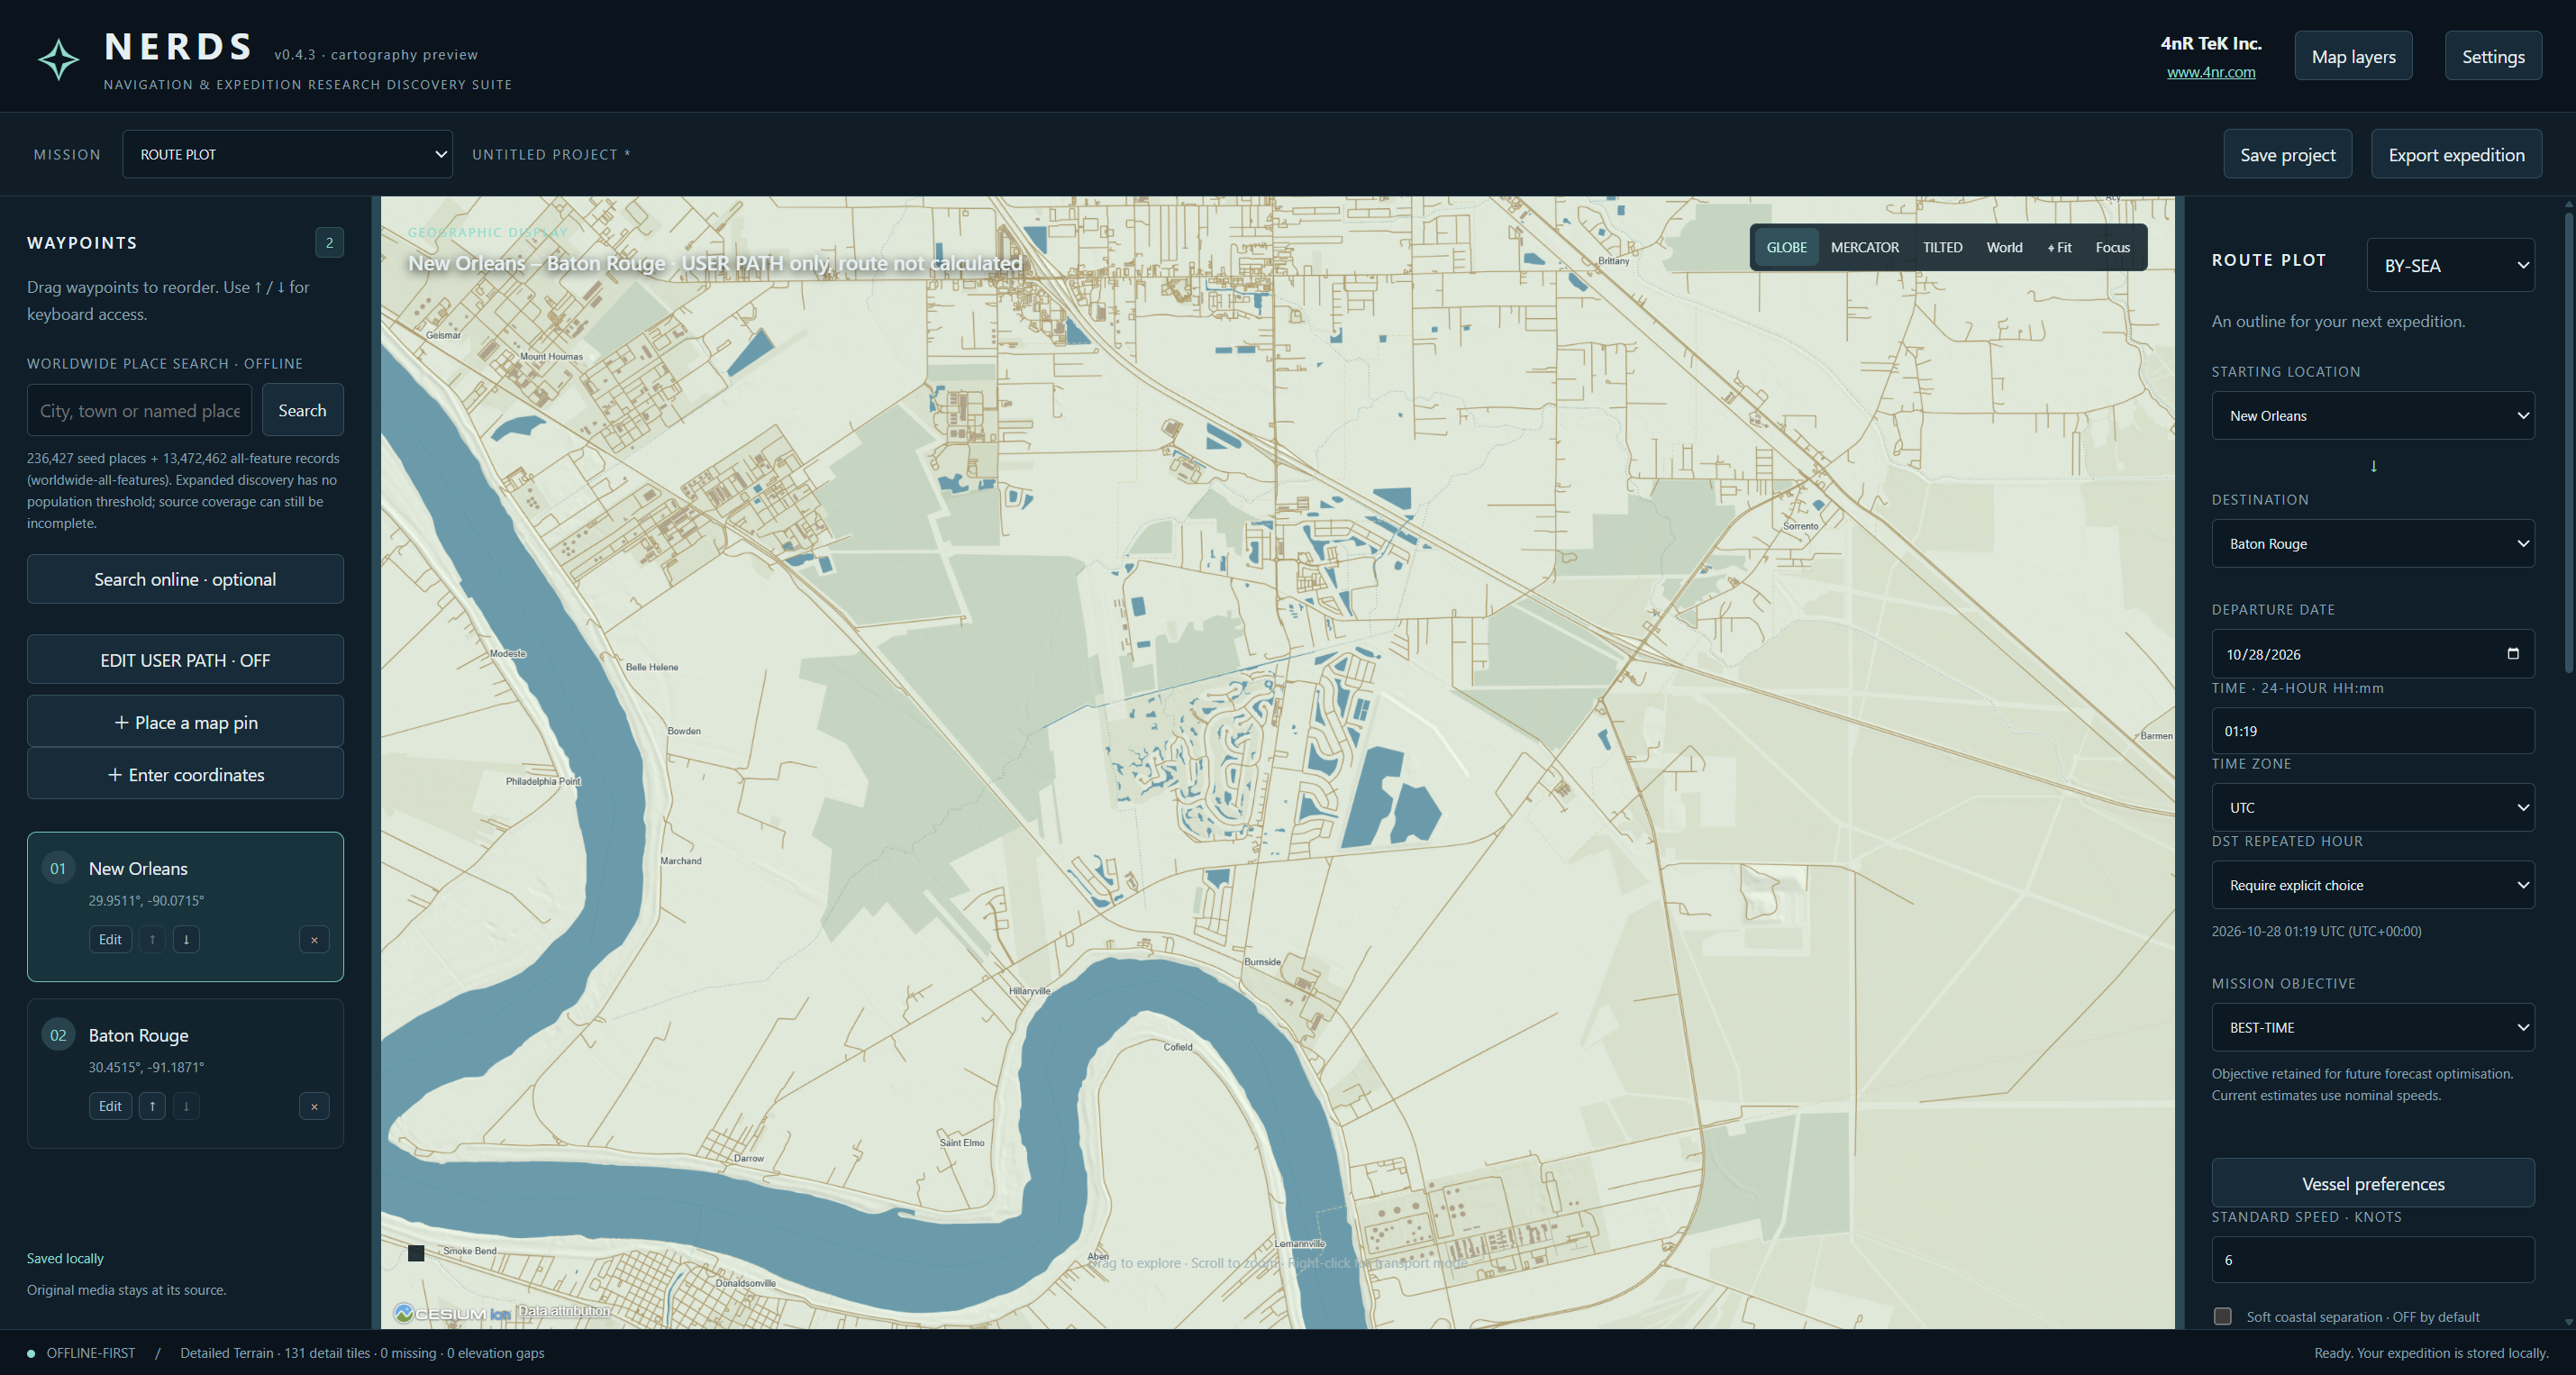 NERDS v0.4.3 · cartography preview
NAVIGATION & EXPEDITION RESEARCH DISCOVERY SUITE
4nR TeK Inc.
www.4nr.com
Map layers
Settings
MISSION
ROUTE PLOT
UNTITLED PROJECT *
Save project
Export expedition
WAYPOINTS
2
Drag waypoints to reorder. Use ↑ / ↓ for
keyboard access.
WORLDWIDE PLACE SEARCH · OFFLINE
City, town or named place
Search
236,427 seed places + 13,472,462 all-feature records
(worldwide-all-features). Expanded discovery has no
population threshold; source coverage can still be
incomplete.
Search online · optional
EDIT USER PATH · OFF
+ Place a map pin
+ Enter coordinates
01 New Orleans
29.9511°, -90.0715°
Edit ↑ ↓ ×
02 Baton Rouge
30.4515°, -91.1871°
Edit ↑ ↓ ×
Saved locally
Original media stays at its source.
GEOGRAPHIC DISPLAY
New Orleans – Baton Rouge · USER PATH only, route not calculated
GLOBE MERCATOR TILTED World ⌖ Fit Focus
Acy
Brittany
Geismar
Mount Houmas
Sorrento
Modeste
Belle Helene
Bowden
Barmen
Philadelphia Point
Marchand
Burnside
Hillaryville
Cofield
Saint Elmo
Darrow
Lemannville
Smoke Bend
Aben
Drag to explore · Scroll to zoom · Right-click for transport mode
Donaldsonville
CESIUM ion Data attribution
ROUTE PLOT
BY-SEA
An outline for your next expedition.
STARTING LOCATION
New Orleans
↓
DESTINATION
Baton Rouge
DEPARTURE DATE
10/28/2026
TIME · 24-HOUR HH:mm
01:19
TIME ZONE
UTC
DST REPEATED HOUR
Require explicit choice
2026-10-28 01:19 UTC (UTC+00:00)
MISSION OBJECTIVE
BEST-TIME
Objective retained for future forecast optimisation.
Current estimates use nominal speeds.
Vessel preferences
STANDARD SPEED · KNOTS
6
Soft coastal separation · OFF by default
OFFLINE-FIRST / Detailed Terrain · 131 detail tiles · 0 missing · 0 elevation gaps
Ready. Your expedition is stored locally.